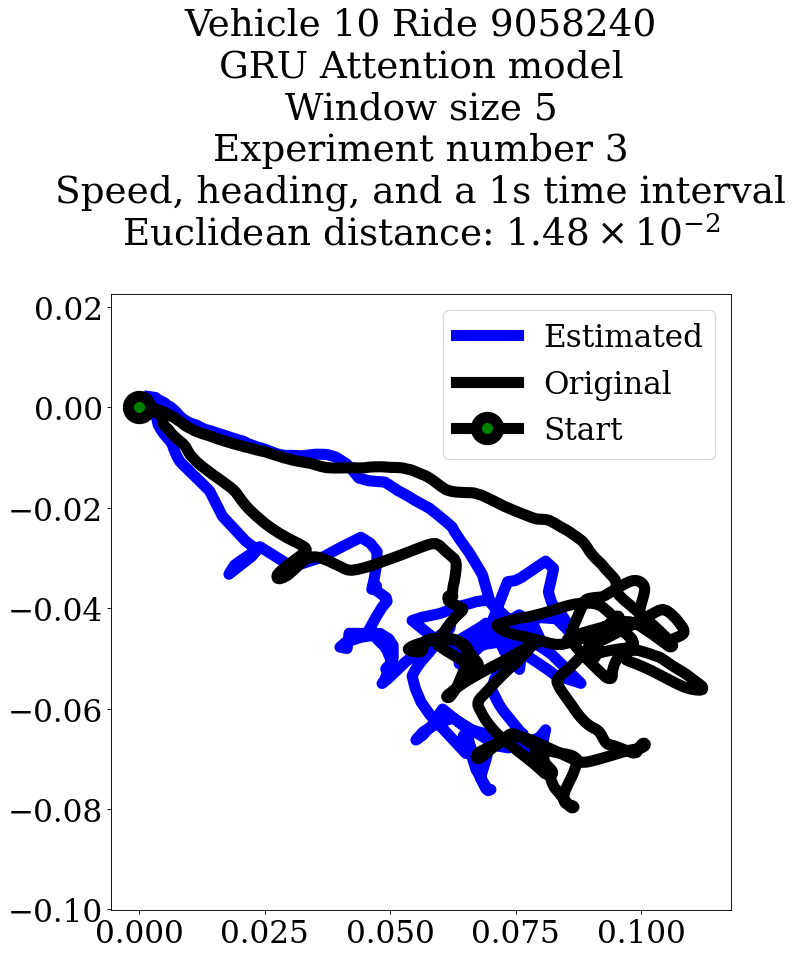 Vehicle 10 Ride 9058240
GRU Attention model
Window size 5
Experiment number 3
Speed, heading, and a 1s time interval
Euclidean distance: 1.48 × 10⁻²
0.02
0.00
−0.02
−0.04
−0.06
−0.08
−0.10
Estimated
Original
Start
0.000 0.025 0.050 0.075 0.100